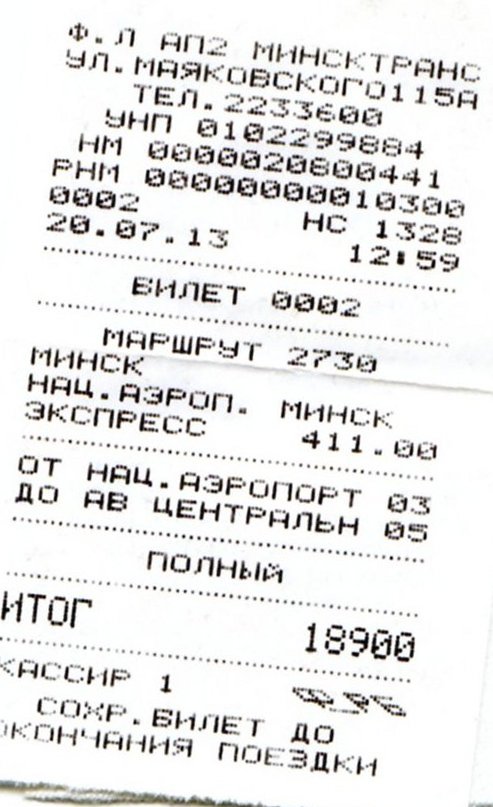 Ф.Л АП2 МИНСКТРАНС
УЛ.МАЯКОВСКОГО115А
ТЕЛ.2233600
УНП 0102299884
НМ 0000020800441
РНМ 00000000010300
0002 НС 1328
20.07.13 12:59
БИЛЕТ 0002
МАРШРУТ 2730
МИНСК
НАЦ.АЭРОП. МИНСК
ЭКСПРЕСС 411.00
ОТ НАЦ.АЭРОПОРТ 03
ДО АВ ЦЕНТРАЛЬН 05
ПОЛНЫЙ
ИТОГ 18900
КАССИР 1
СОХР.БИЛЕТ ДО
ОКОНЧАНИЯ ПОЕЗДКИ